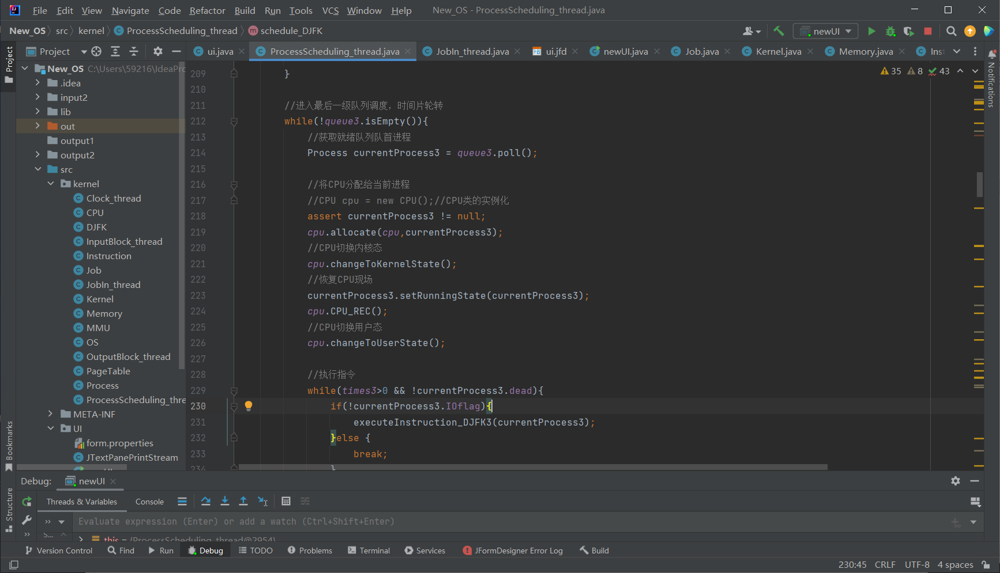 File Edit View Navigate Code Refactor Build Run Tools VCS Window Help New_OS - ProcessScheduling_thread.java
New_OS src kernel ProcessScheduling_thread schedule_DJFK newUI
Project ui.java ProcessScheduling_thread.java JobIn_thread.java ui.jfd newUI.java Job.java Kernel.java Memory.java Ins
Project
Notifications
Bookmarks
Structure
New_OS C:\Users\59216\IdeaPro
.idea
input2
lib
out
output1
output2
src
kernel
Clock_thread
CPU
DJFK
InputBlock_thread
Instruction
Job
JobIn_thread
Kernel
Memory
MMU
OS
OutputBlock_thread
PageTable
Process
ProcessScheduling_thre
META-INF
UI
form.properties
JTextPanePrintStream
35 8 43
209 }
210
211 //进入最后一级队列调度，时间片轮转
212 while(!queue3.isEmpty()){
213 //获取就绪队列队首进程
214 Process currentProcess3 = queue3.poll();
215
216 //将CPU分配给当前进程
217 //CPU cpu = new CPU();//CPU类的实例化
218 assert currentProcess3 != null;
219 cpu.allocate(cpu,currentProcess3);
220 //CPU切换内核态
221 cpu.changeToKernelState();
222 //恢复CPU现场
223 currentProcess3.setRunningState(currentProcess3);
224 cpu.CPU_REC();
225 //CPU切换用户态
226 cpu.changeToUserState();
227
228 //执行指令
229 while(times3>0 && !currentProcess3.dead){
230 if(!currentProcess3.IOflag){
231 executeInstruction_DJFK3(currentProcess3);
232 }else {
233 break;
234 }
Debug: newUI
Threads & Variables Console
Evaluate expression (Enter) or add a watch (Ctrl+Shift+Enter)
S... this = {ProcessScheduling_thread@2954}
Version Control Find Run Debug TODO Problems Terminal Services JFormDesigner Error Log Build
230:45 CRLF UTF-8 4 spaces